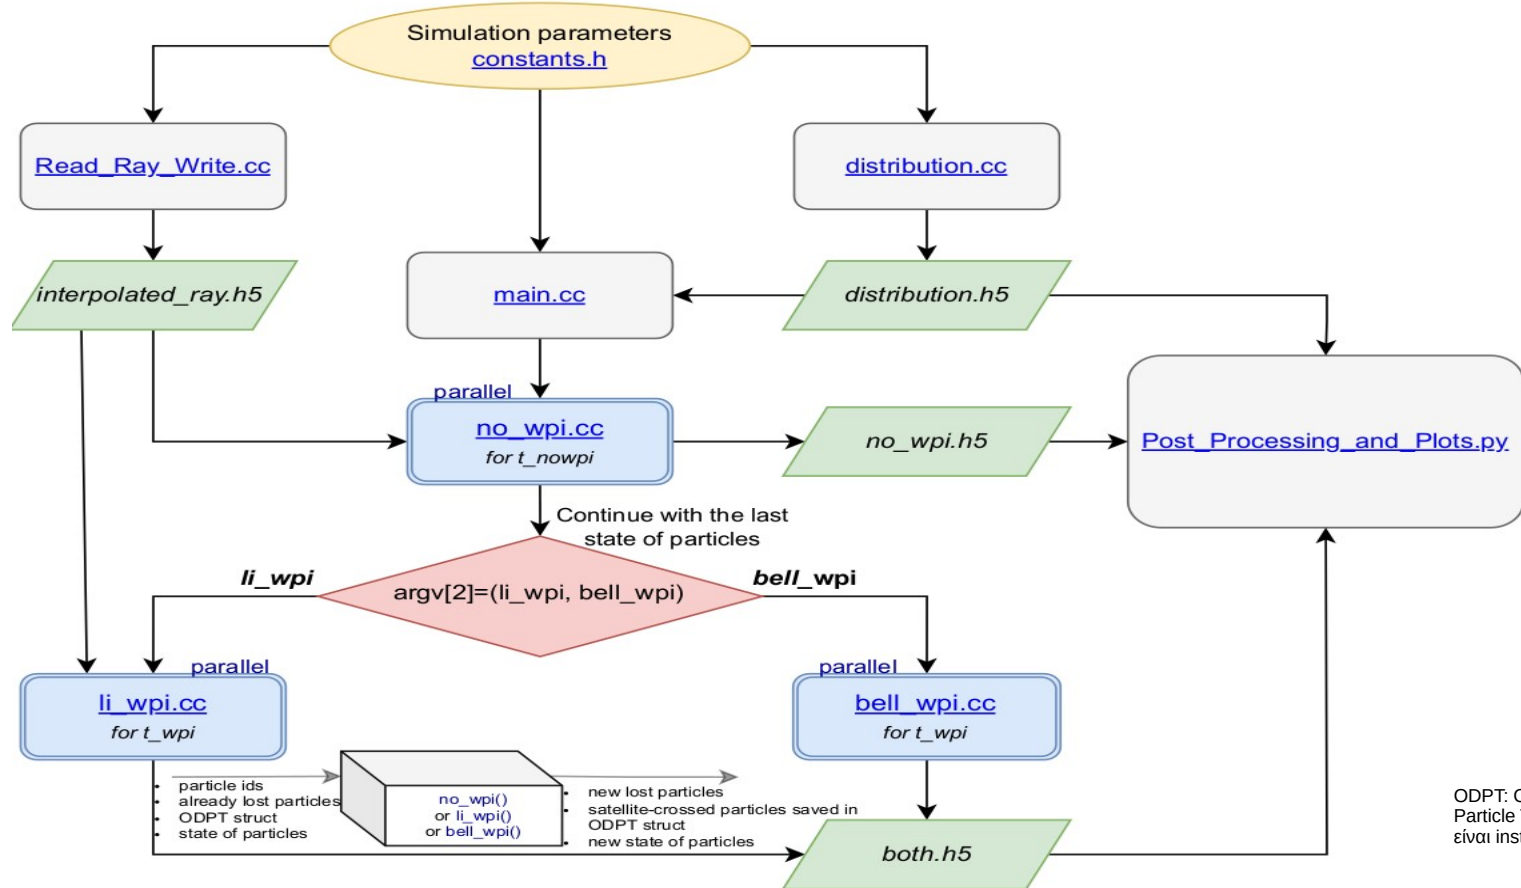 Simulation parameters
constants.h
Read_Ray_Write.cc
distribution.cc
interpolated_ray.h5
main.cc
distribution.h5
parallel
no_wpi.cc
for t_nowpi
no_wpi.h5
Post_Processing_and_Plots.py
Continue with the last
state of particles
li_wpi
argv[2]=(li_wpi, bell_wpi)
bell_wpi
parallel
li_wpi.cc
for t_wpi
parallel
bell_wpi.cc
for t_wpi
• particle ids
• already lost particles
• ODPT struct
• state of particles
no_wpi()
or li_wpi()
or bell_wpi()
• new lost particles
• satellite-crossed particles saved in
ODPT struct
• new state of particles
both.h5
ODPT:
Particle
είναι